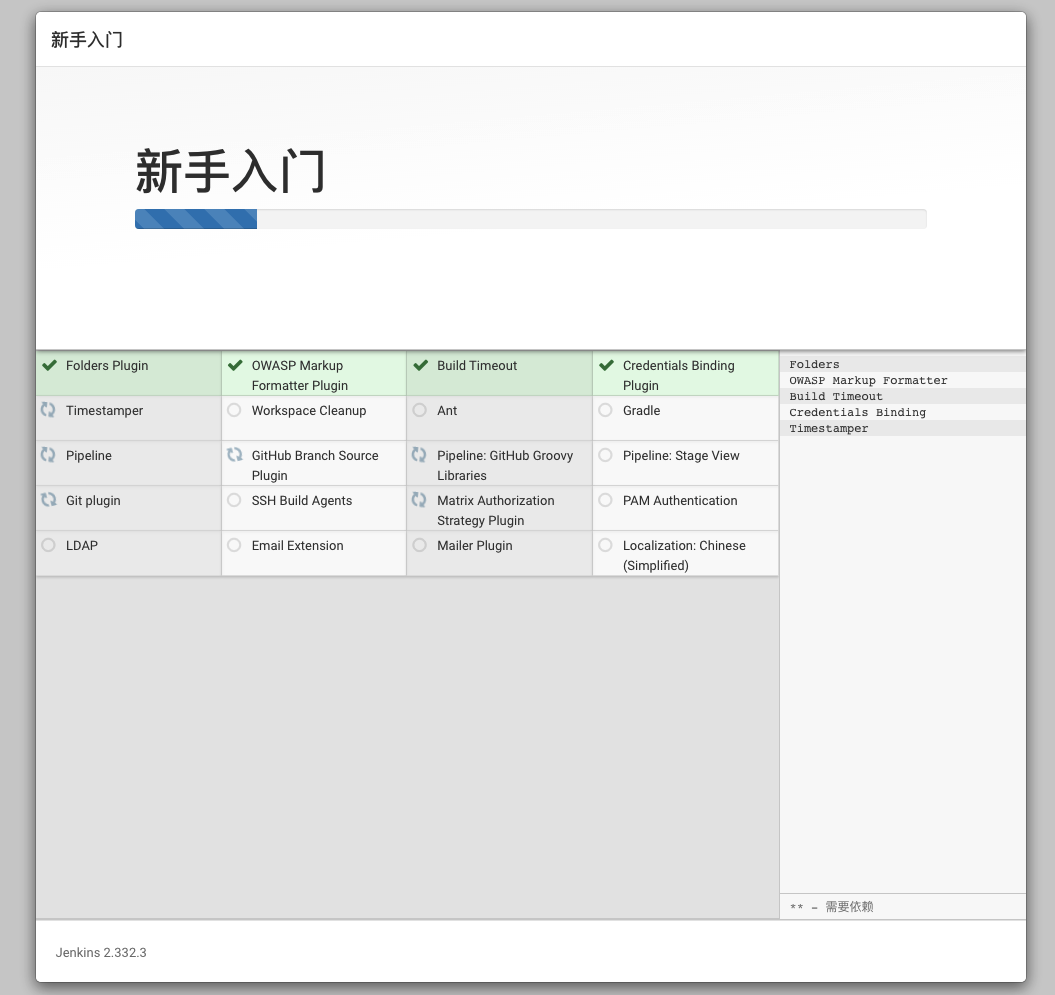 新手入门
新手入门
Folders Plugin
OWASP Markup
Formatter Plugin
Build Timeout
Credentials Binding
Plugin
Timestamper
Workspace Cleanup
Ant
Gradle
Pipeline
GitHub Branch Source
Plugin
Pipeline: GitHub Groovy
Libraries
Pipeline: Stage View
Git plugin
SSH Build Agents
Matrix Authorization
Strategy Plugin
PAM Authentication
LDAP
Email Extension
Mailer Plugin
Localization: Chinese
(Simplified)
Folders
OWASP Markup Formatter
Build Timeout
Credentials Binding
Timestamper
** - 需要依赖
Jenkins 2.332.3